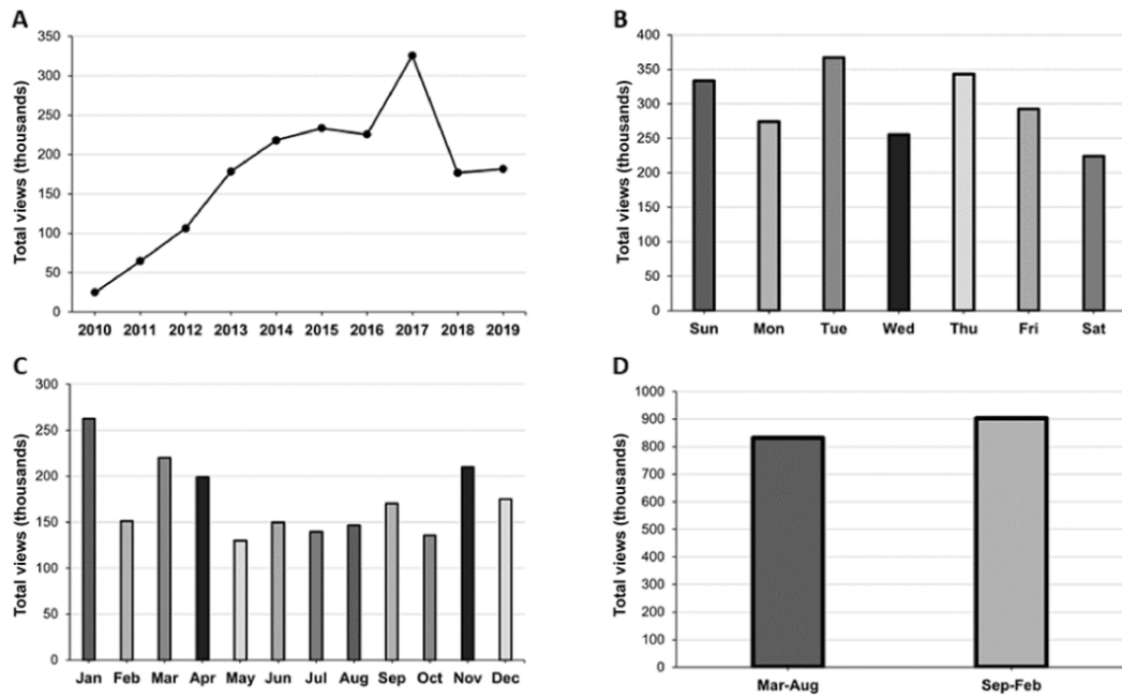 A
Total views (thousands)
350
300
250
200
150
100
50
0
2010 2011 2012 2013 2014 2015 2016 2017 2018 2019
B
Total views (thousands)
400
350
300
250
200
150
100
50
0
Sun Mon Tue Wed Thu Fri Sat
C
Total views (thousands)
300
250
200
150
100
50
0
Jan Feb Mar Apr May Jun Jul Aug Sep Oct Nov Dec
D
Total views (thousands)
1000
900
800
700
600
500
400
300
200
100
0
Mar-Aug Sep-Feb